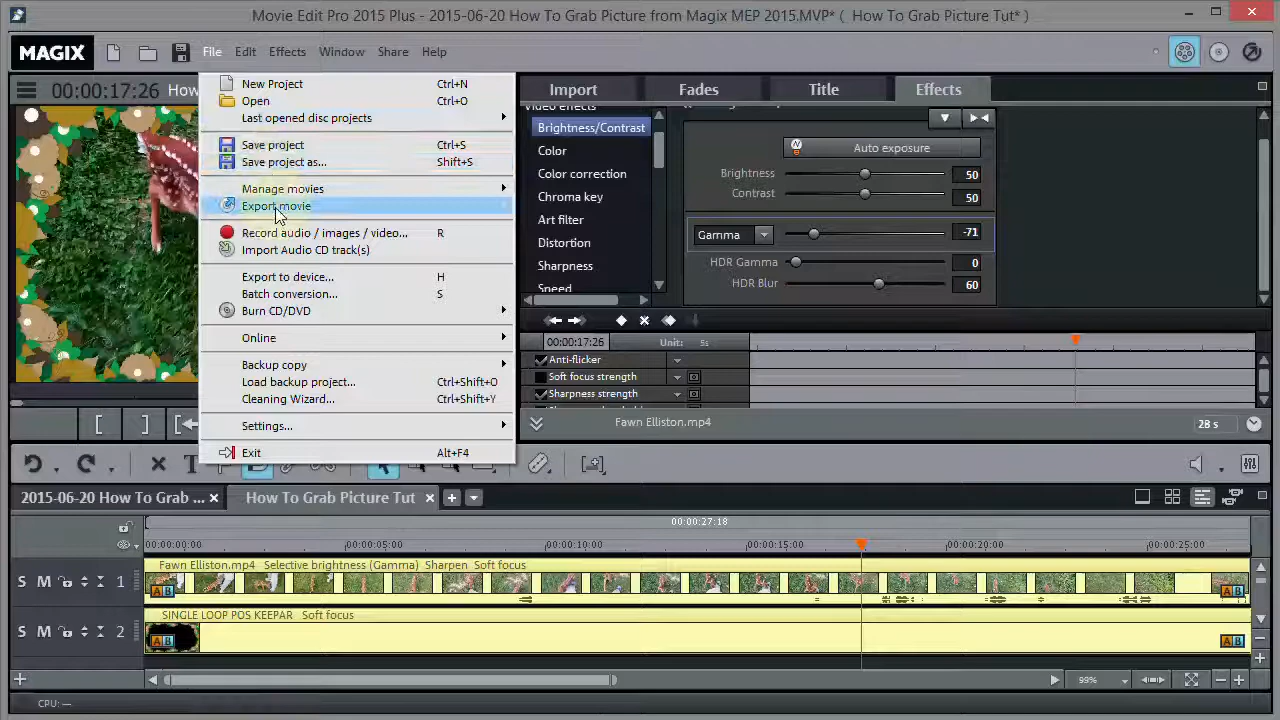 Movie Edit Pro 2015 Plus - 2015-06-20 How To Grab Picture from Magix MEP 2015.MVP* ( How To Grab Picture Tut* )
MAGIX File Edit Effects Window Share Help
00:00:17:26 How
New Project Ctrl+N
Open Ctrl+O
Last opened disc projects
Save project Ctrl+S
Save project as... Shift+S
Manage movies
Export movie
Record audio / images / video... R
Import Audio CD track(s)
Export to device... H
Batch conversion... S
Burn CD/DVD
Online
Backup copy
Load backup project... Ctrl+Shift+O
Cleaning Wizard... Ctrl+Shift+Y
Settings...
Exit Alt+F4
Import Fades Title Effects
Video effects
Brightness/Contrast
Color
Color correction
Chroma key
Art filter
Distortion
Sharpness
Speed
Auto exposure
Brightness 50
Contrast 50
Gamma -71
HDR Gamma 0
HDR Blur 60
00:00:17:26 Unit: 5s
Anti-flicker
Soft focus strength
Sharpness strength
Fawn Elliston.mp4 28 s
2015-06-20 How To Grab ... How To Grab Picture Tut
00:00:27:18
00:00:00:00 00:00:05:00 00:00:10:00 00:00:15:00 00:00:20:00 00:00:25:00
Fawn Elliston.mp4 Selective brightness (Gamma) Sharpen Soft focus
S M 1
A B A B
SINGLE LOOP POS KEEPAR Soft focus
S M 2
A B A B
99%
CPU: —